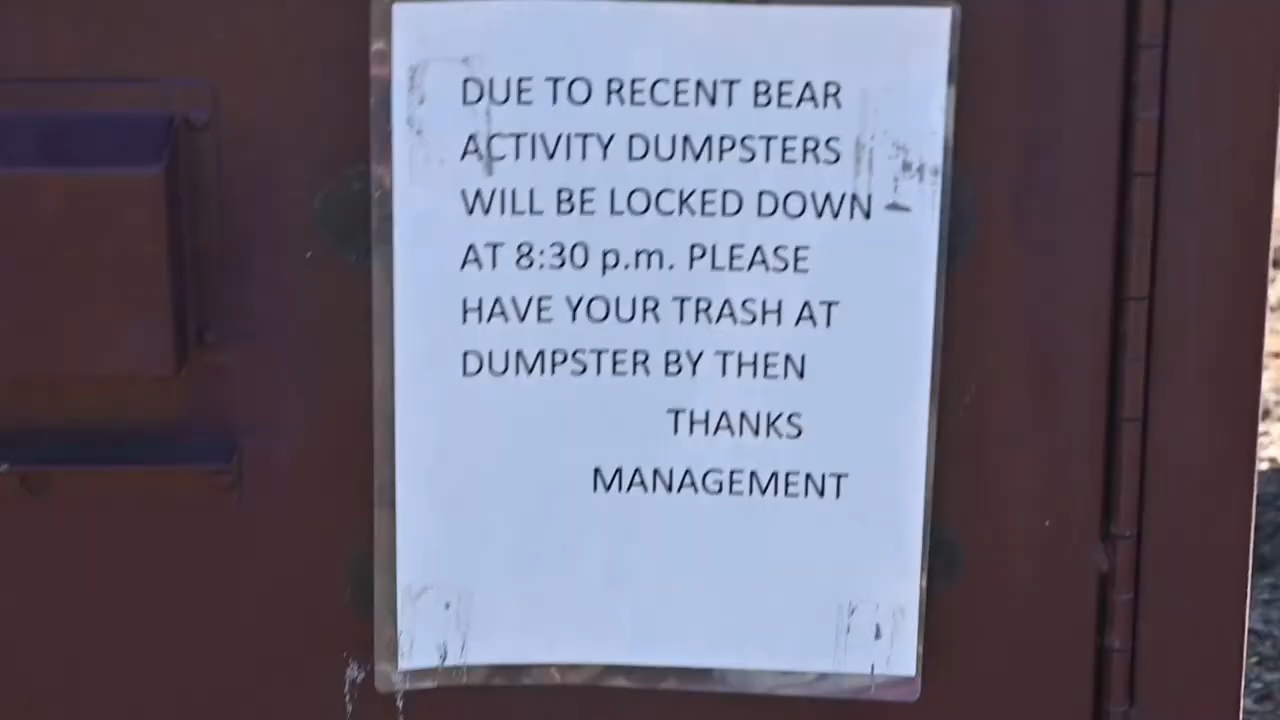 DUE TO RECENT BEAR
ACTIVITY DUMPSTERS
WILL BE LOCKED DOWN
AT 8:30 p.m. PLEASE
HAVE YOUR TRASH AT
DUMPSTER BY THEN
THANKS
MANAGEMENT